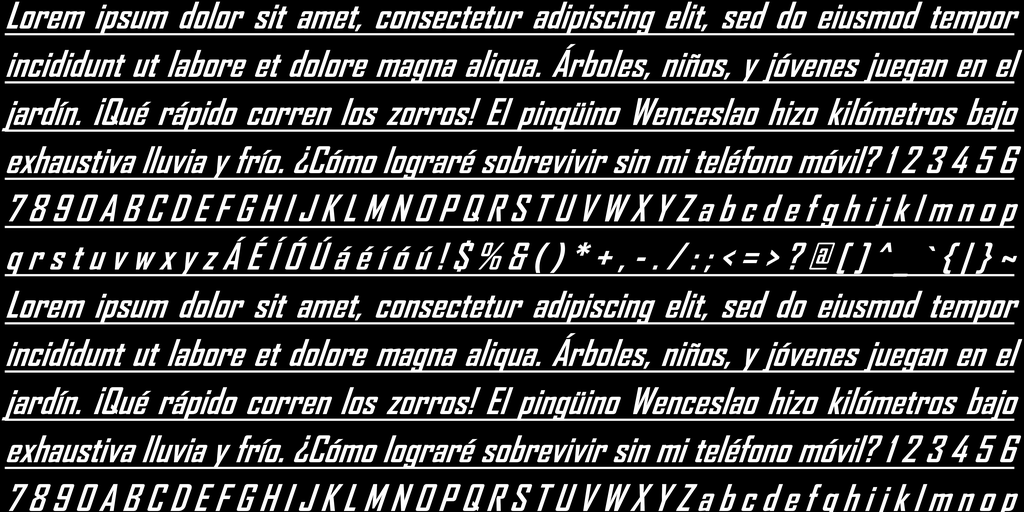 Lorem ipsum dolor sit amet, consectetur adipiscing elit, sed do eiusmod tempor
incididunt ut labore et dolore magna aliqua. Árboles, niños, y jóvenes juegan en el
jardín. ¡Qué rápido corren los zorros! El pingüino Wenceslao hizo kilómetros bajo
exhaustiva lluvia y frío. ¿Cómo lograré sobrevivir sin mi teléfono móvil? 1 2 3 4 5 6
7 8 9 0 A B C D E F G H I J K L M N O P Q R S T U V W X Y Z a b c d e f g h i j k l m n o p
q r s t u v w x y z Á É Í Ó Ú á é í ó ú ! $ % & ( ) * + , - . / : ; < = > ? @ [ ] ^ _ ` { | } ~
Lorem ipsum dolor sit amet, consectetur adipiscing elit, sed do eiusmod tempor
incididunt ut labore et dolore magna aliqua. Árboles, niños, y jóvenes juegan en el
jardín. ¡Qué rápido corren los zorros! El pingüino Wenceslao hizo kilómetros bajo
exhaustiva lluvia y frío. ¿Cómo lograré sobrevivir sin mi teléfono móvil? 1 2 3 4 5 6
7 8 9 0 A B C D E F G H I J K L M N O P Q R S T U V W X Y Z a b c d e f g h i j k l m n o p